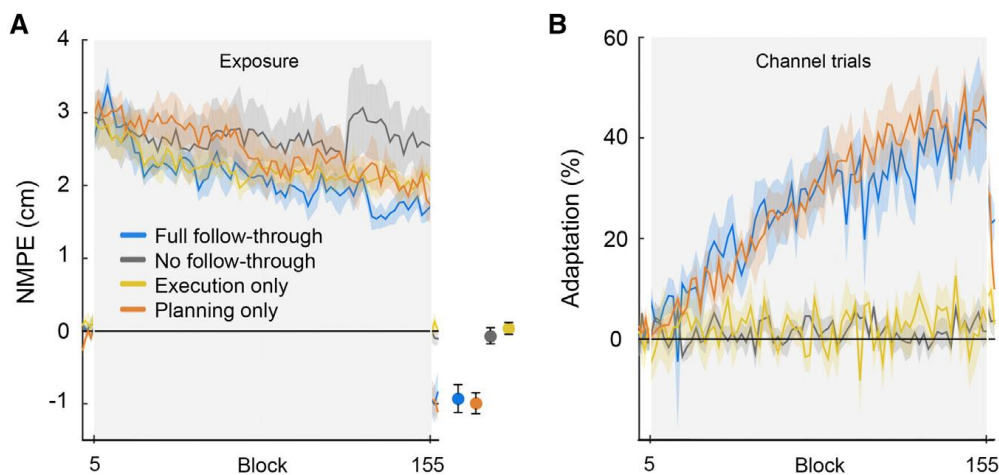 A
NMPE (cm)
4
3
2
1
0
-1
Exposure
Full follow-through
No follow-through
Execution only
Planning only
5
Block
155
B
Adaptation (%)
60
40
20
0
Channel trials
5
Block
155